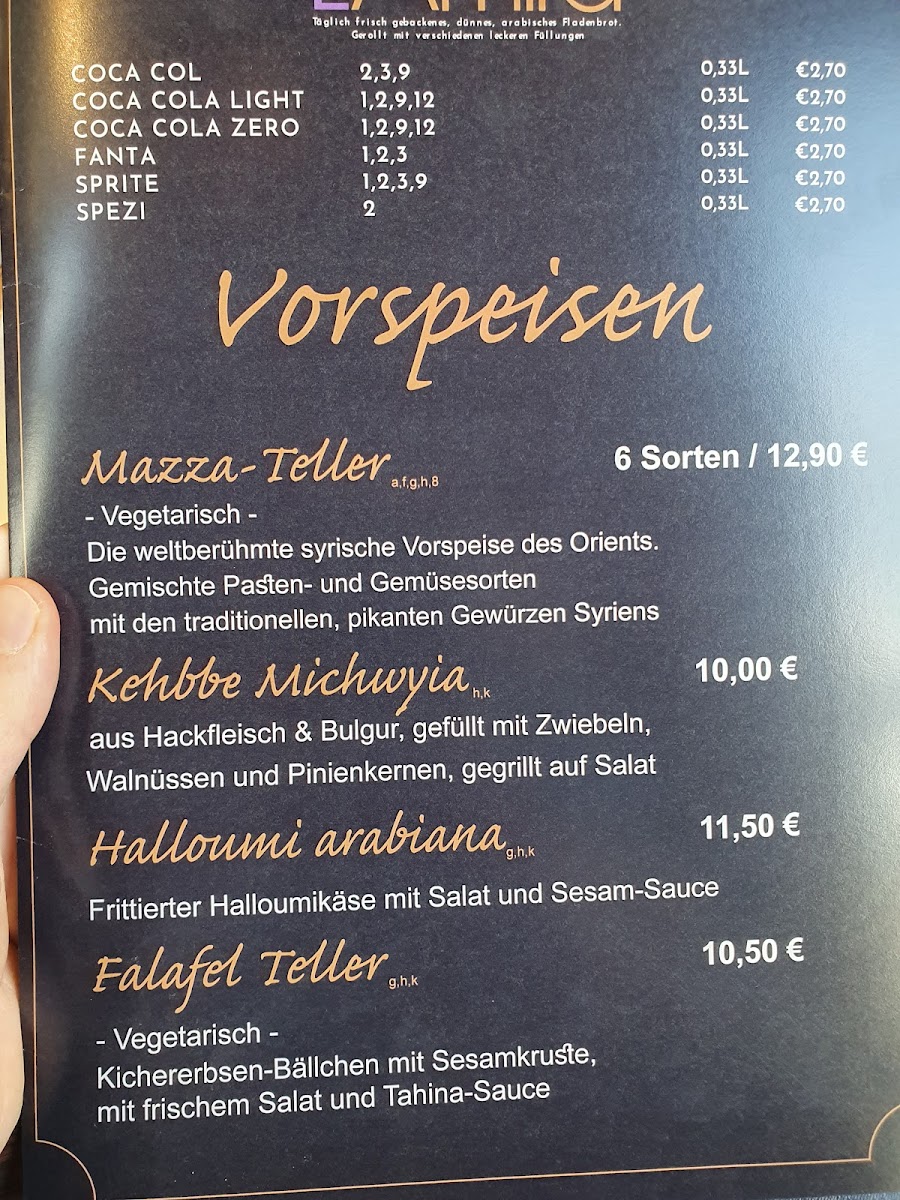 Täglich frisch gebackenes, dünnes, arabisches Fladenbrot.
Gerollt mit verschiedenen leckeren Füllungen
COCA COL 2,3,9 0,33L €2,70
COCA COLA LIGHT 1,2,9,12 0,33L €2,70
COCA COLA ZERO 1,2,9,12 0,33L €2,70
FANTA 1,2,3 0,33L €2,70
SPRITE 1,2,3,9 0,33L €2,70
SPEZI 2 0,33L €2,70
Vorspeisen
Mazza-Teller a,f,g,h,8 6 Sorten / 12,90 €
- Vegetarisch -
Die weltberühmte syrische Vorspeise des Orients.
Gemischte Pasten- und Gemüsesorten
mit den traditionellen, pikanten Gewürzen Syriens
Kehbbe Michwyia h,k 10,00 €
aus Hackfleisch & Bulgur, gefüllt mit Zwiebeln,
Walnüssen und Pinienkernen, gegrillt auf Salat
Halloumi arabiana g,h,k 11,50 €
Frittierter Halloumikäse mit Salat und Sesam-Sauce
Falafel Teller g,h,k 10,50 €
- Vegetarisch -
Kichererbsen-Bällchen mit Sesamkruste,
mit frischem Salat und Tahina-Sauce